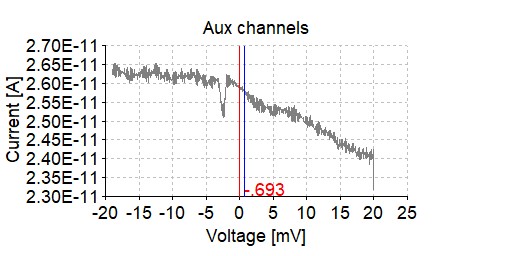 Aux channels
2.70E-11
2.65E-11
2.60E-11
2.55E-11
2.50E-11
2.45E-11
2.40E-11
2.35E-11
2.30E-11
Current [A]
-20 -15 -10 -5 0 5 10 15 20 25
-.693
Voltage [mV]